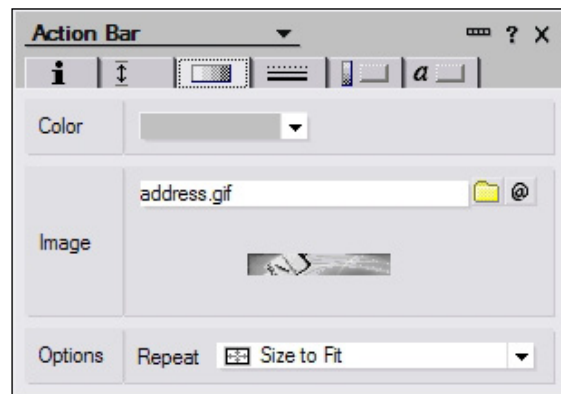 Action Bar ?
i a
Color
address.gif @
Image
Options Repeat Size to Fit